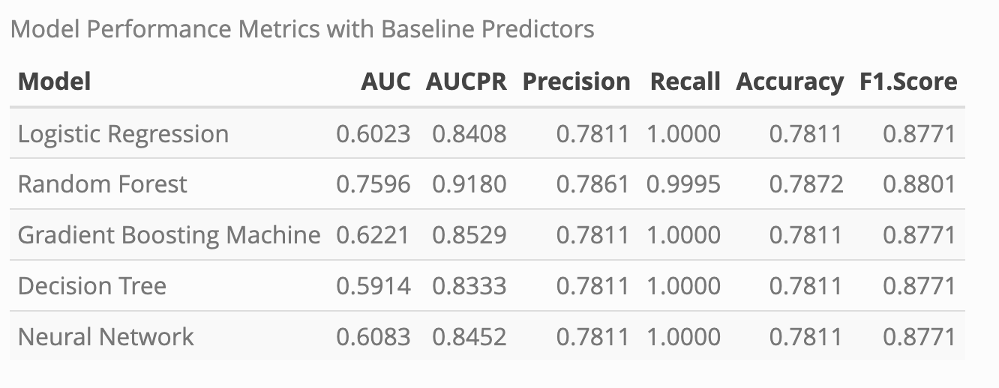 Model Performance Metrics with Baseline Predictors
Model AUC AUCPR Precision Recall Accuracy F1.Score
Logistic Regression 0.6023 0.8408 0.7811 1.0000 0.7811 0.8771
Random Forest 0.7596 0.9180 0.7861 0.9995 0.7872 0.8801
Gradient Boosting Machine 0.6221 0.8529 0.7811 1.0000 0.7811 0.8771
Decision Tree 0.5914 0.8333 0.7811 1.0000 0.7811 0.8771
Neural Network 0.6083 0.8452 0.7811 1.0000 0.7811 0.8771